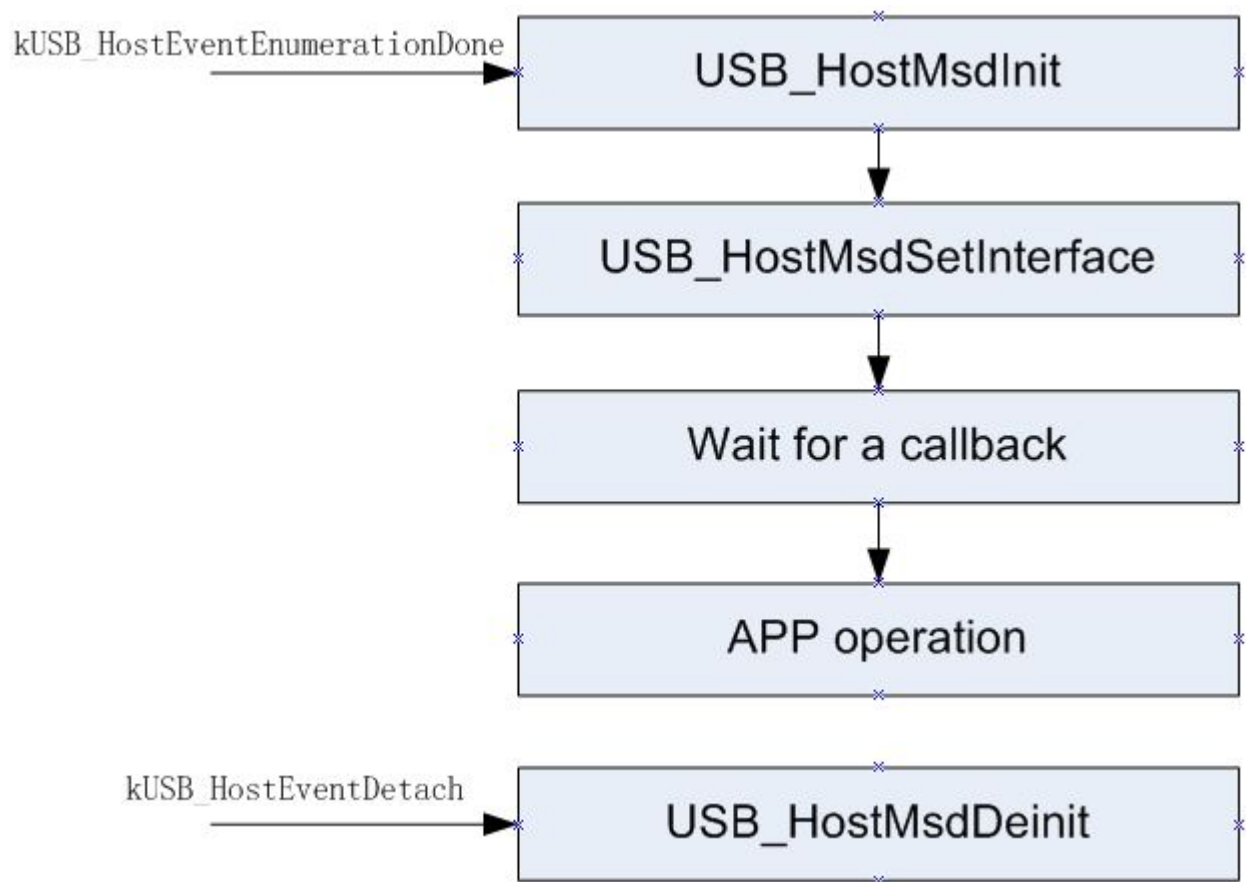 kUSB_HostEventEnumerationDone
USB_HostMsdInit
USB_HostMsdSetInterface
Wait for a callback
APP operation
kUSB_HostEventDetach
USB_HostMsdDeinit